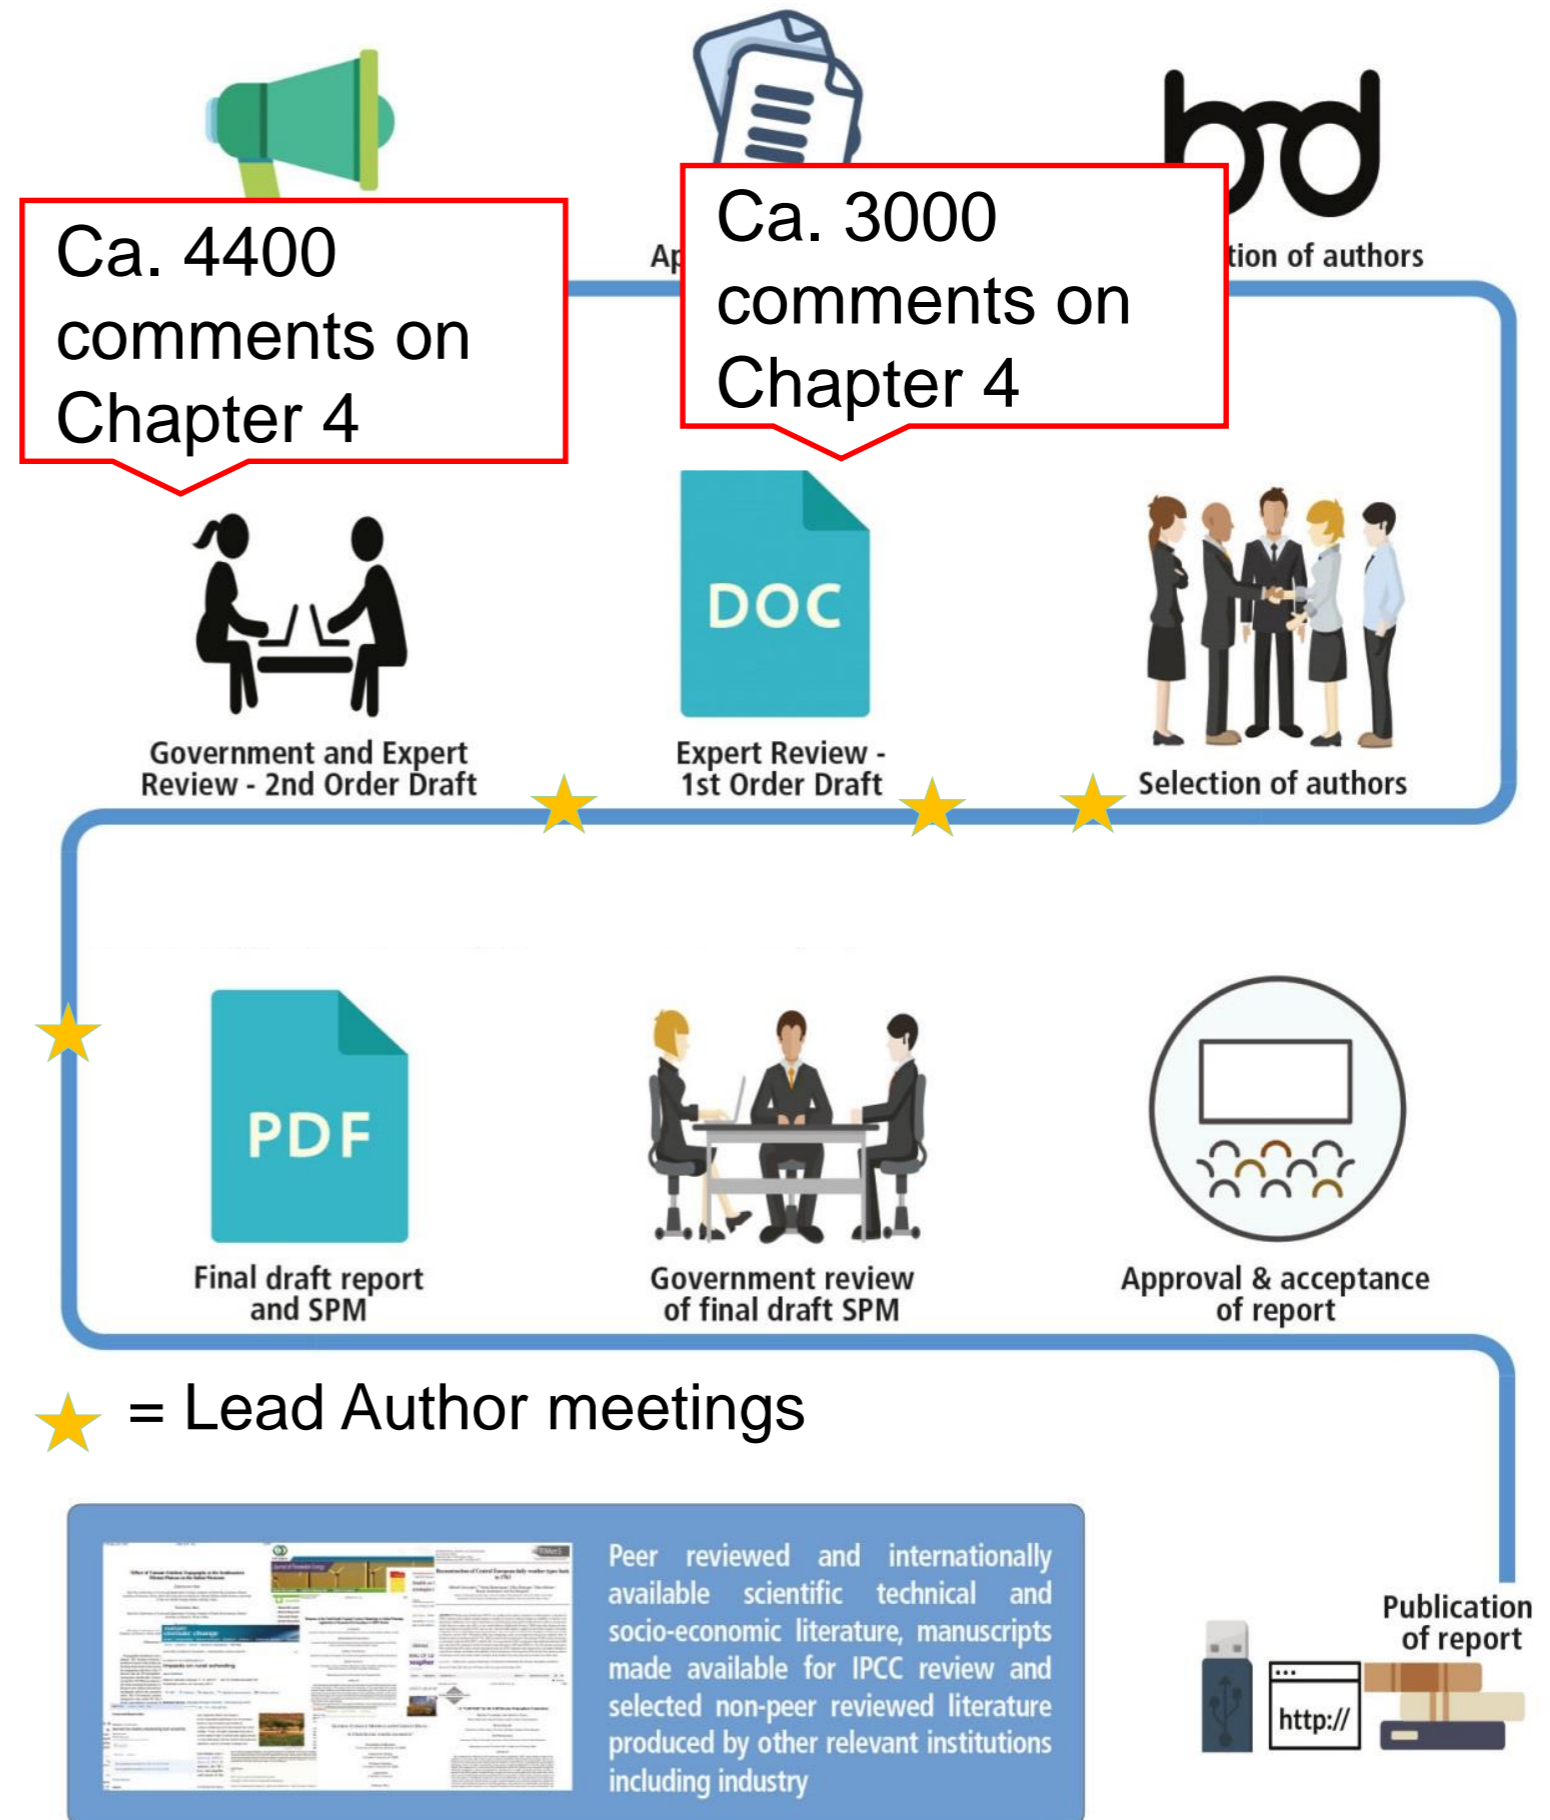 Ca. 4400
comments on
Chapter 4
Ca. 3000
comments on
Chapter 4
of authors
DOC
Government and Expert
Review - 2nd Order Draft
Expert Review -
1st Order Draft
Selection of authors
PDF
Final draft report
and SPM
Government review
of final draft SPM
Approval & acceptance
of report
= Lead Author meetings
Peer reviewed and internationally
available scientific technical and
socio-economic literature, manuscripts
made available for IPCC review and
selected non-peer reviewed literature
produced by other relevant institutions
including industry
Publication
of report
http://